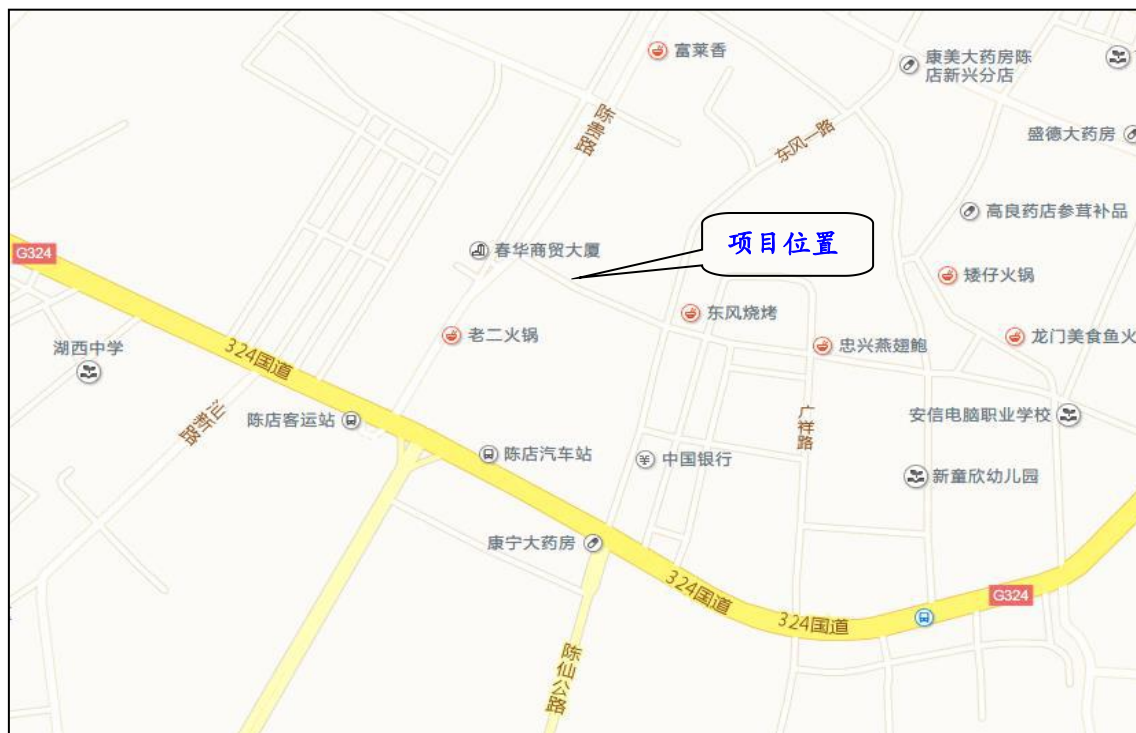 富莱香
康美大药房陈
店新兴分店
陈贵路
东风一路
盛德大药房
高良药店参茸补品
项目位置
春华商贸大厦
G324
矮仔火锅
东风烧烤
老二火锅
忠兴燕翅鲍
龙门美食鱼火
湖西中学
324国道
汕新路
陈店客运站
广祥路
安信电脑职业学校
陈店汽车站
中国银行
新童欣幼儿园
康宁大药房
324国道
324国道
G324
陈仙公路